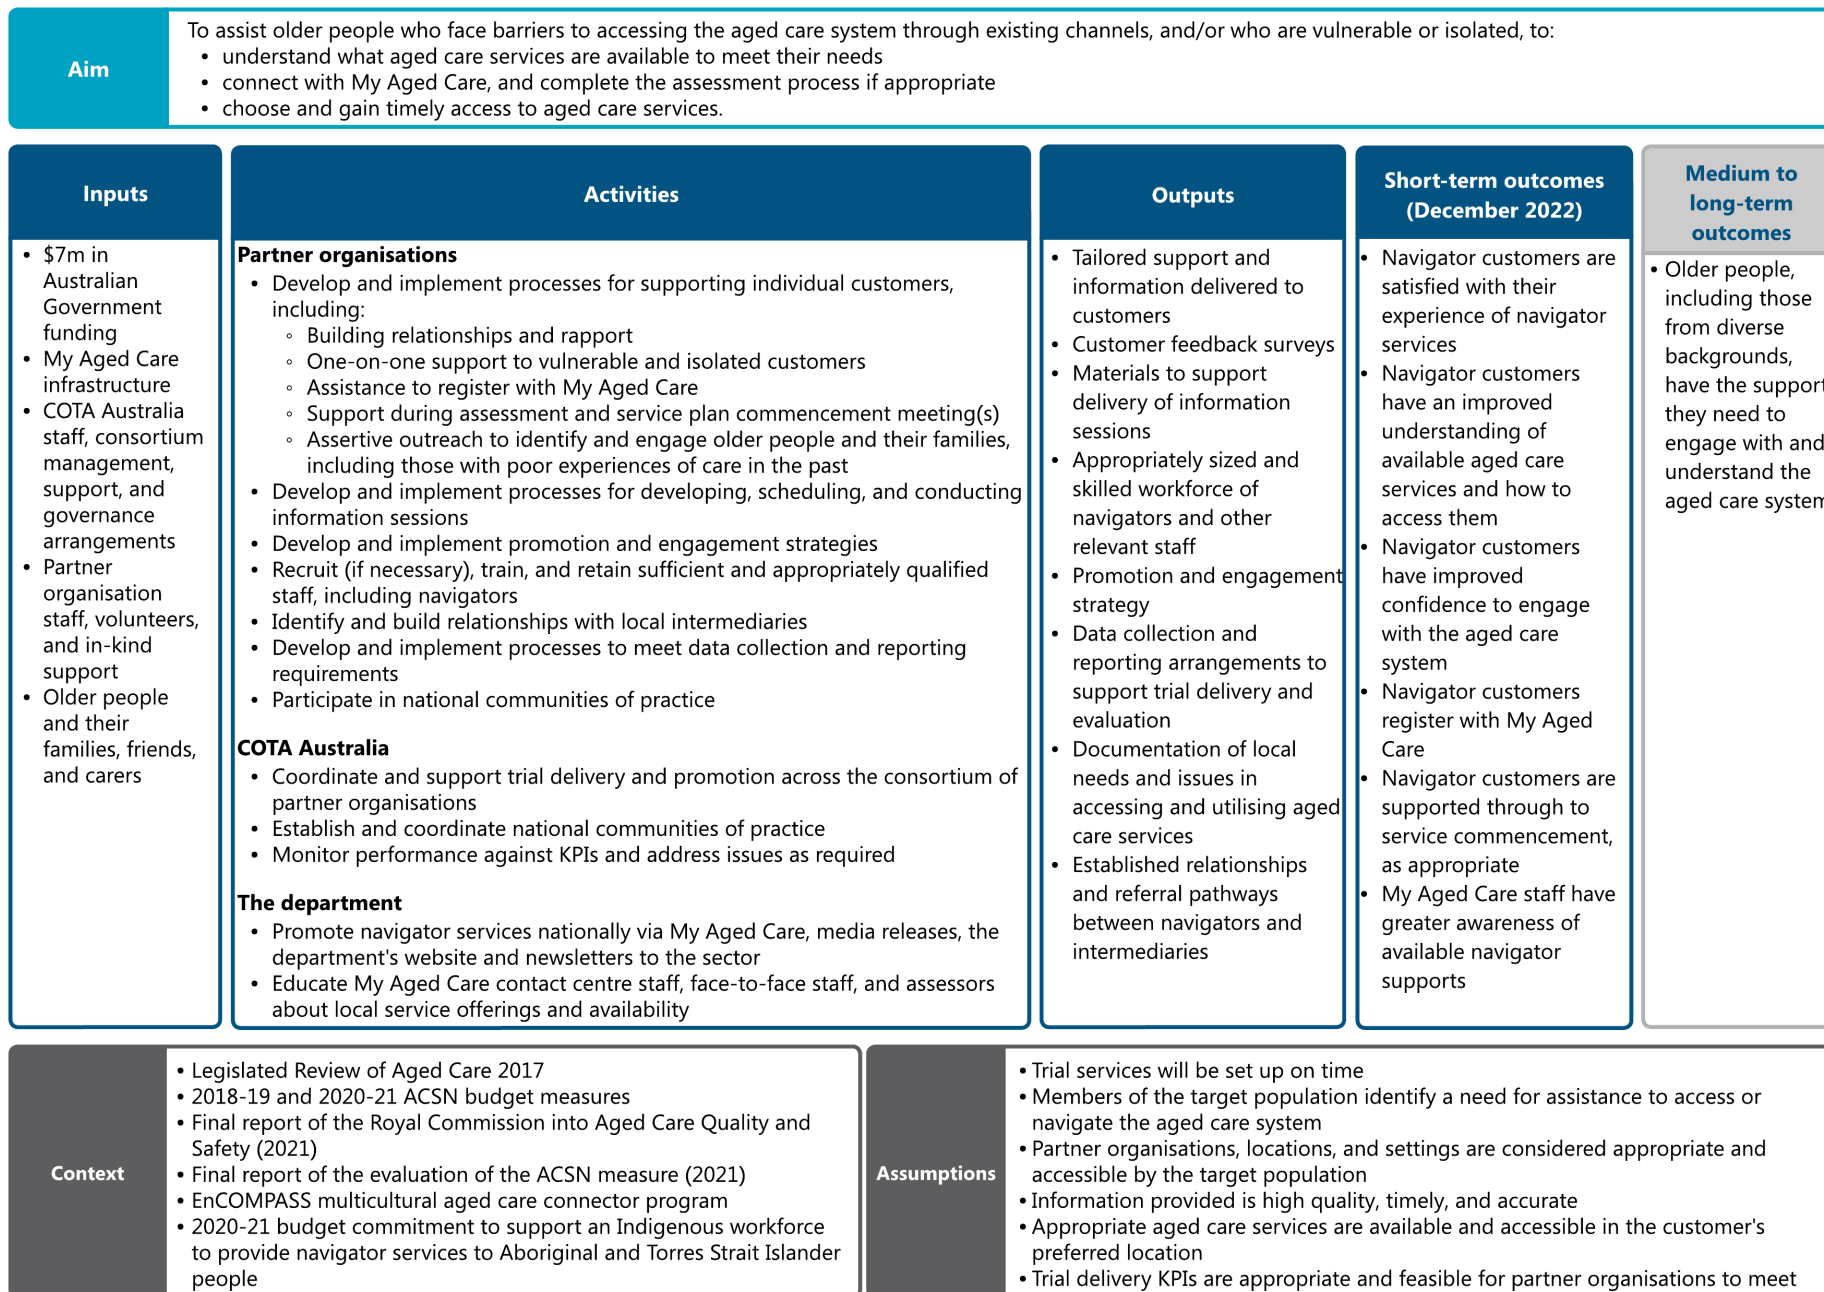 Aim
To assist older people who face barriers to accessing the aged care system through existing channels, and/or who are vulnerable or isolated, to:
• understand what aged care services are available to meet their needs
• connect with My Aged Care, and complete the assessment process if appropriate
• choose and gain timely access to aged care services.
Inputs
• $7m in
Australian
Government
funding
• My Aged Care
infrastructure
• COTA Australia
staff, consortium
management,
support, and
governance
arrangements
• Partner
organisation
staff, volunteers,
and in-kind
support
• Older people
and their
families, friends,
and carers
Activities
Partner organisations
• Develop and implement processes for supporting individual customers,
including:
◦ Building relationships and rapport
◦ One-on-one support to vulnerable and isolated customers
◦ Assistance to register with My Aged Care
◦ Support during assessment and service plan commencement meeting(s)
◦ Assertive outreach to identify and engage older people and their families,
including those with poor experiences of care in the past
• Develop and implement processes for developing, scheduling, and conducting
information sessions
• Develop and implement promotion and engagement strategies
• Recruit (if necessary), train, and retain sufficient and appropriately qualified
staff, including navigators
• Identify and build relationships with local intermediaries
• Develop and implement processes to meet data collection and reporting
requirements
• Participate in national communities of practice
COTA Australia
• Coordinate and support trial delivery and promotion across the consortium of
partner organisations
• Establish and coordinate national communities of practice
• Monitor performance against KPIs and address issues as required
The department
• Promote navigator services nationally via My Aged Care, media releases, the
department's website and newsletters to the sector
• Educate My Aged Care contact centre staff, face-to-face staff, and assessors
about local service offerings and availability
Outputs
• Tailored support and
information delivered to
customers
• Customer feedback surveys
• Materials to support
delivery of information
sessions
• Appropriately sized and
skilled workforce of
navigators and other
relevant staff
• Promotion and engagement
strategy
• Data collection and
reporting arrangements to
support trial delivery and
evaluation
• Documentation of local
needs and issues in
accessing and utilising aged
care services
• Established relationships
and referral pathways
between navigators and
intermediaries
Short-term outcomes
(December 2022)
• Navigator customers are
satisfied with their
experience of navigator
services
• Navigator customers
have an improved
understanding of
available aged care
services and how to
access them
• Navigator customers
have improved
confidence to engage
with the aged care
system
• Navigator customers
register with My Aged
Care
• Navigator customers are
supported through to
service commencement,
as appropriate
• My Aged Care staff have
greater awareness of
available navigator
supports
Medium to
long-term
outcomes
• Older people,
including those
from diverse
backgrounds,
have the support
they need to
engage with and
understand the
aged care system
Context
• Legislated Review of Aged Care 2017
• 2018-19 and 2020-21 ACSN budget measures
• Final report of the Royal Commission into Aged Care Quality and
Safety (2021)
• Final report of the evaluation of the ACSN measure (2021)
• EnCOMPASS multicultural aged care connector program
• 2020-21 budget commitment to support an Indigenous workforce
to provide navigator services to Aboriginal and Torres Strait Islander
people
Assumptions
• Trial services will be set up on time
• Members of the target population identify a need for assistance to access or
navigate the aged care system
• Partner organisations, locations, and settings are considered appropriate and
accessible by the target population
• Information provided is high quality, timely, and accurate
• Appropriate aged care services are available and accessible in the customer's
preferred location
• Trial delivery KPIs are appropriate and feasible for partner organisations to meet